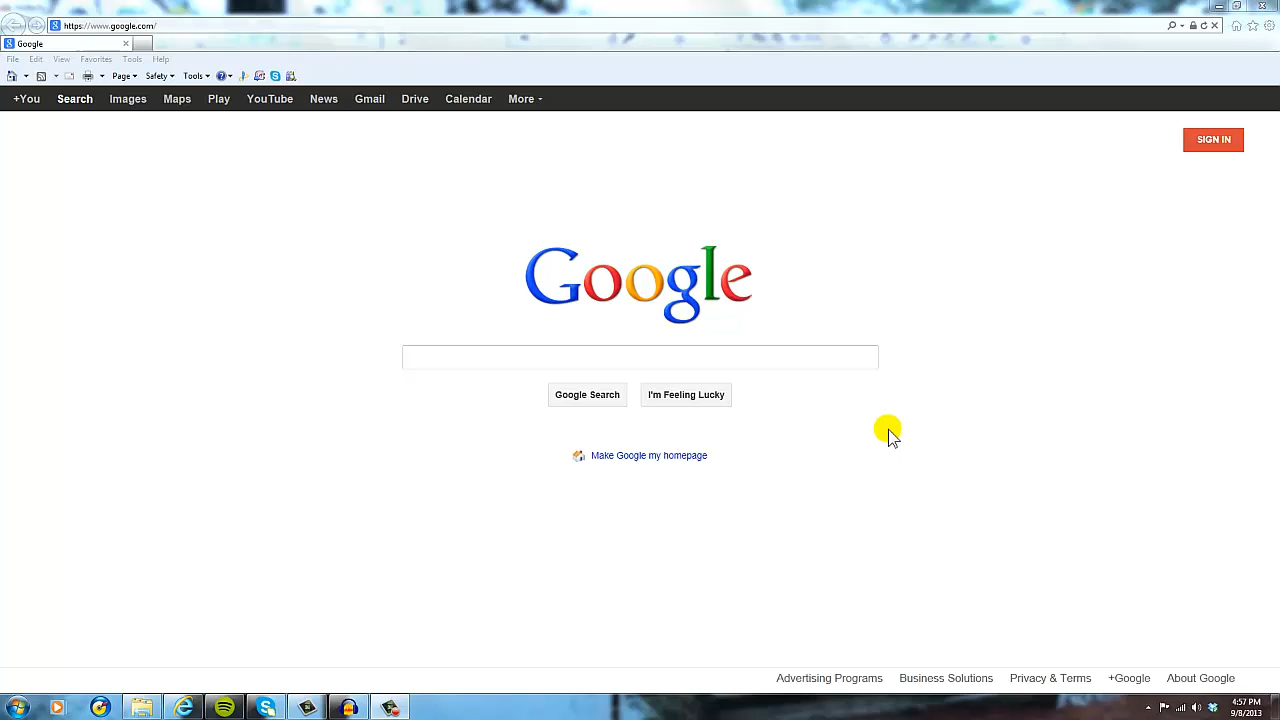 https://www.google.com/
Google
File Edit View Favorites Tools Help
Page Safety Tools
+You Search Images Maps Play YouTube News Gmail Drive Calendar More
SIGN IN
Google
Google Search I'm Feeling Lucky
Make Google my homepage
Advertising Programs Business Solutions Privacy & Terms +Google About Google
4:57 PM
9/8/2013